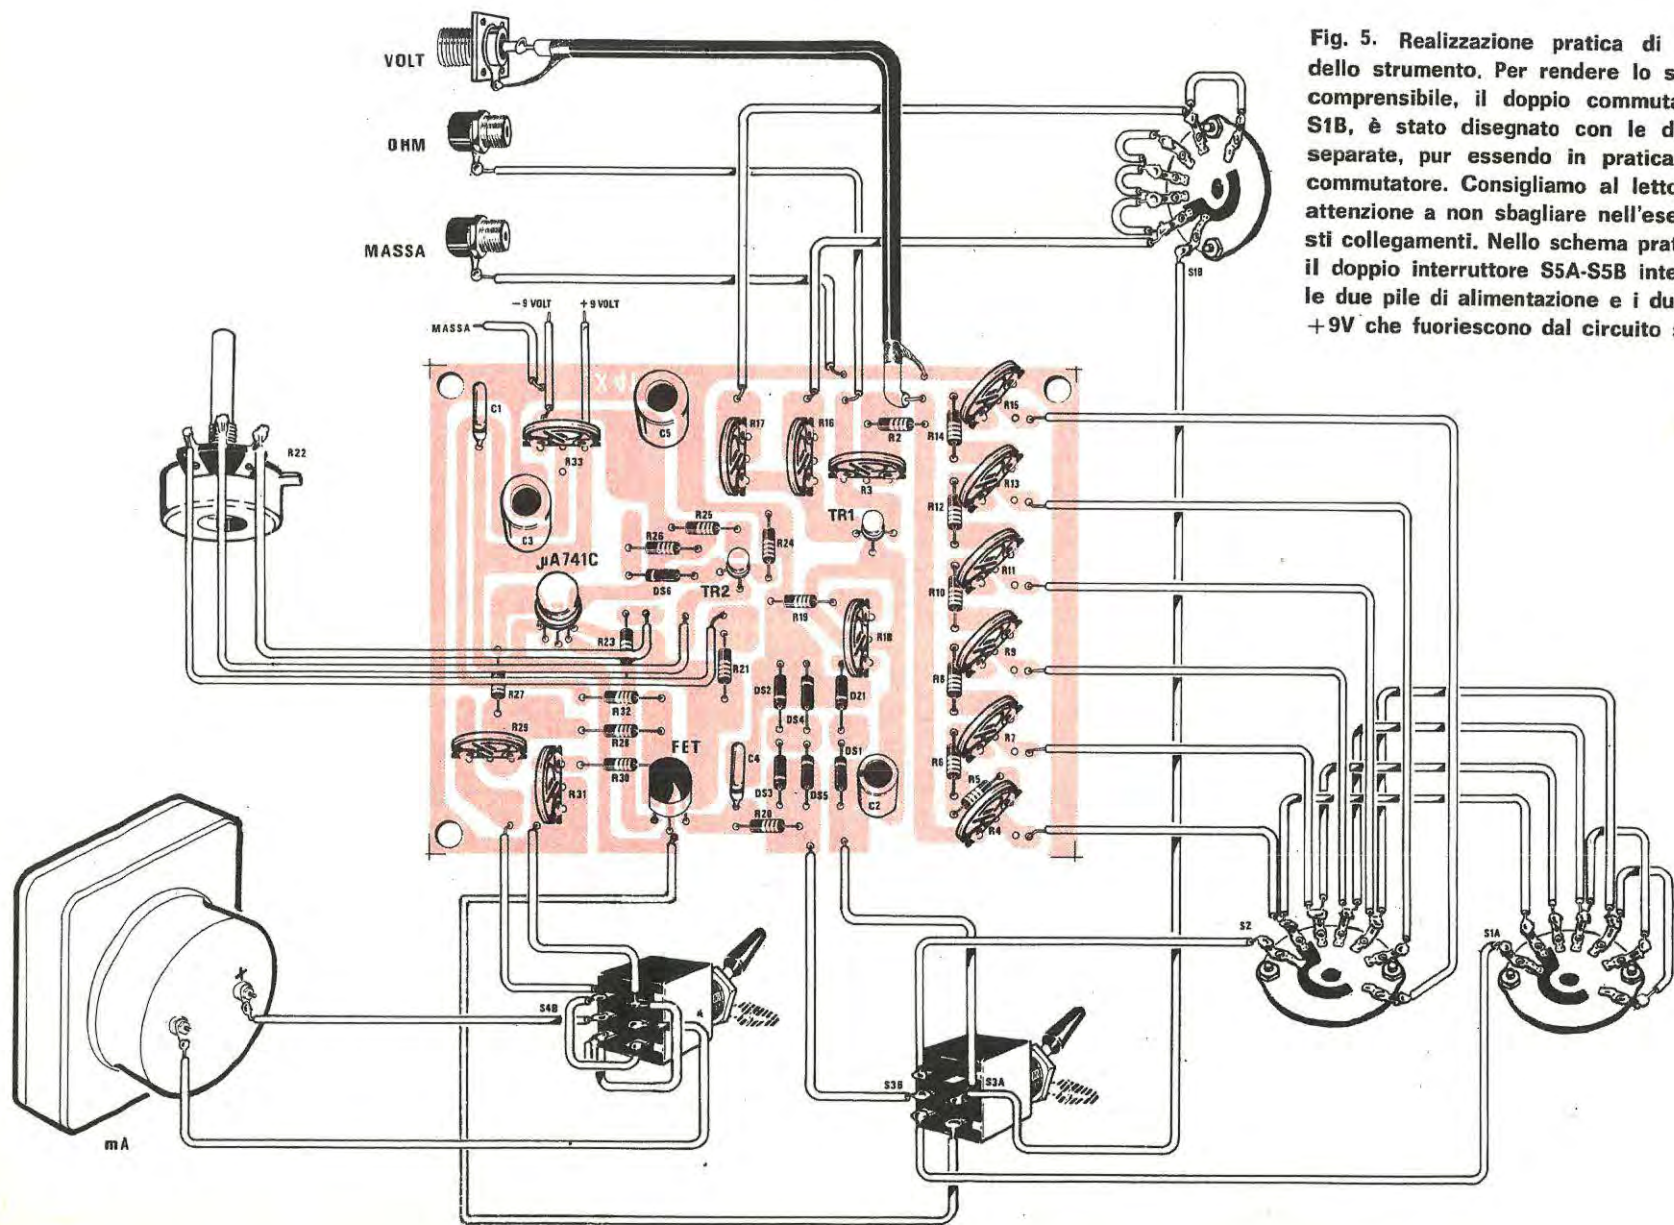 Fig. 5. Realizzazione pratica di
dello strumento. Per rendere lo s
comprensibile, il doppio commuta
S1B, è stato disegnato con le d
separate, pur essendo in pratica
commutatore. Consigliamo al letto
attenzione a non sbagliare nell'ese
sti collegamenti. Nello schema prat
il doppio interruttore S5A-S5B inte
le due pile di alimentazione e i du
+9V che fuoriescono dal circuito s
VOLT
OHM
MASSA
S1B
- 9 VOLT
+ 9 VOLT
MASSA
R22
C1
R33
C5
R17
R16
R2
R3
R14
R15
C3
R25
R26
R24
TR1
R12
R13
µA741C
DS6
TR2
R10
R11
R19
R18
R23
R21
R8
R9
R27
R32
DS2
DS4
D21
R29
R28
FET
C4
DS1
R6
R7
R31
R30
DS3
DS5
C2
R5
R4
R20
S2
S1A
S4B
S3B
S3A
+
mA